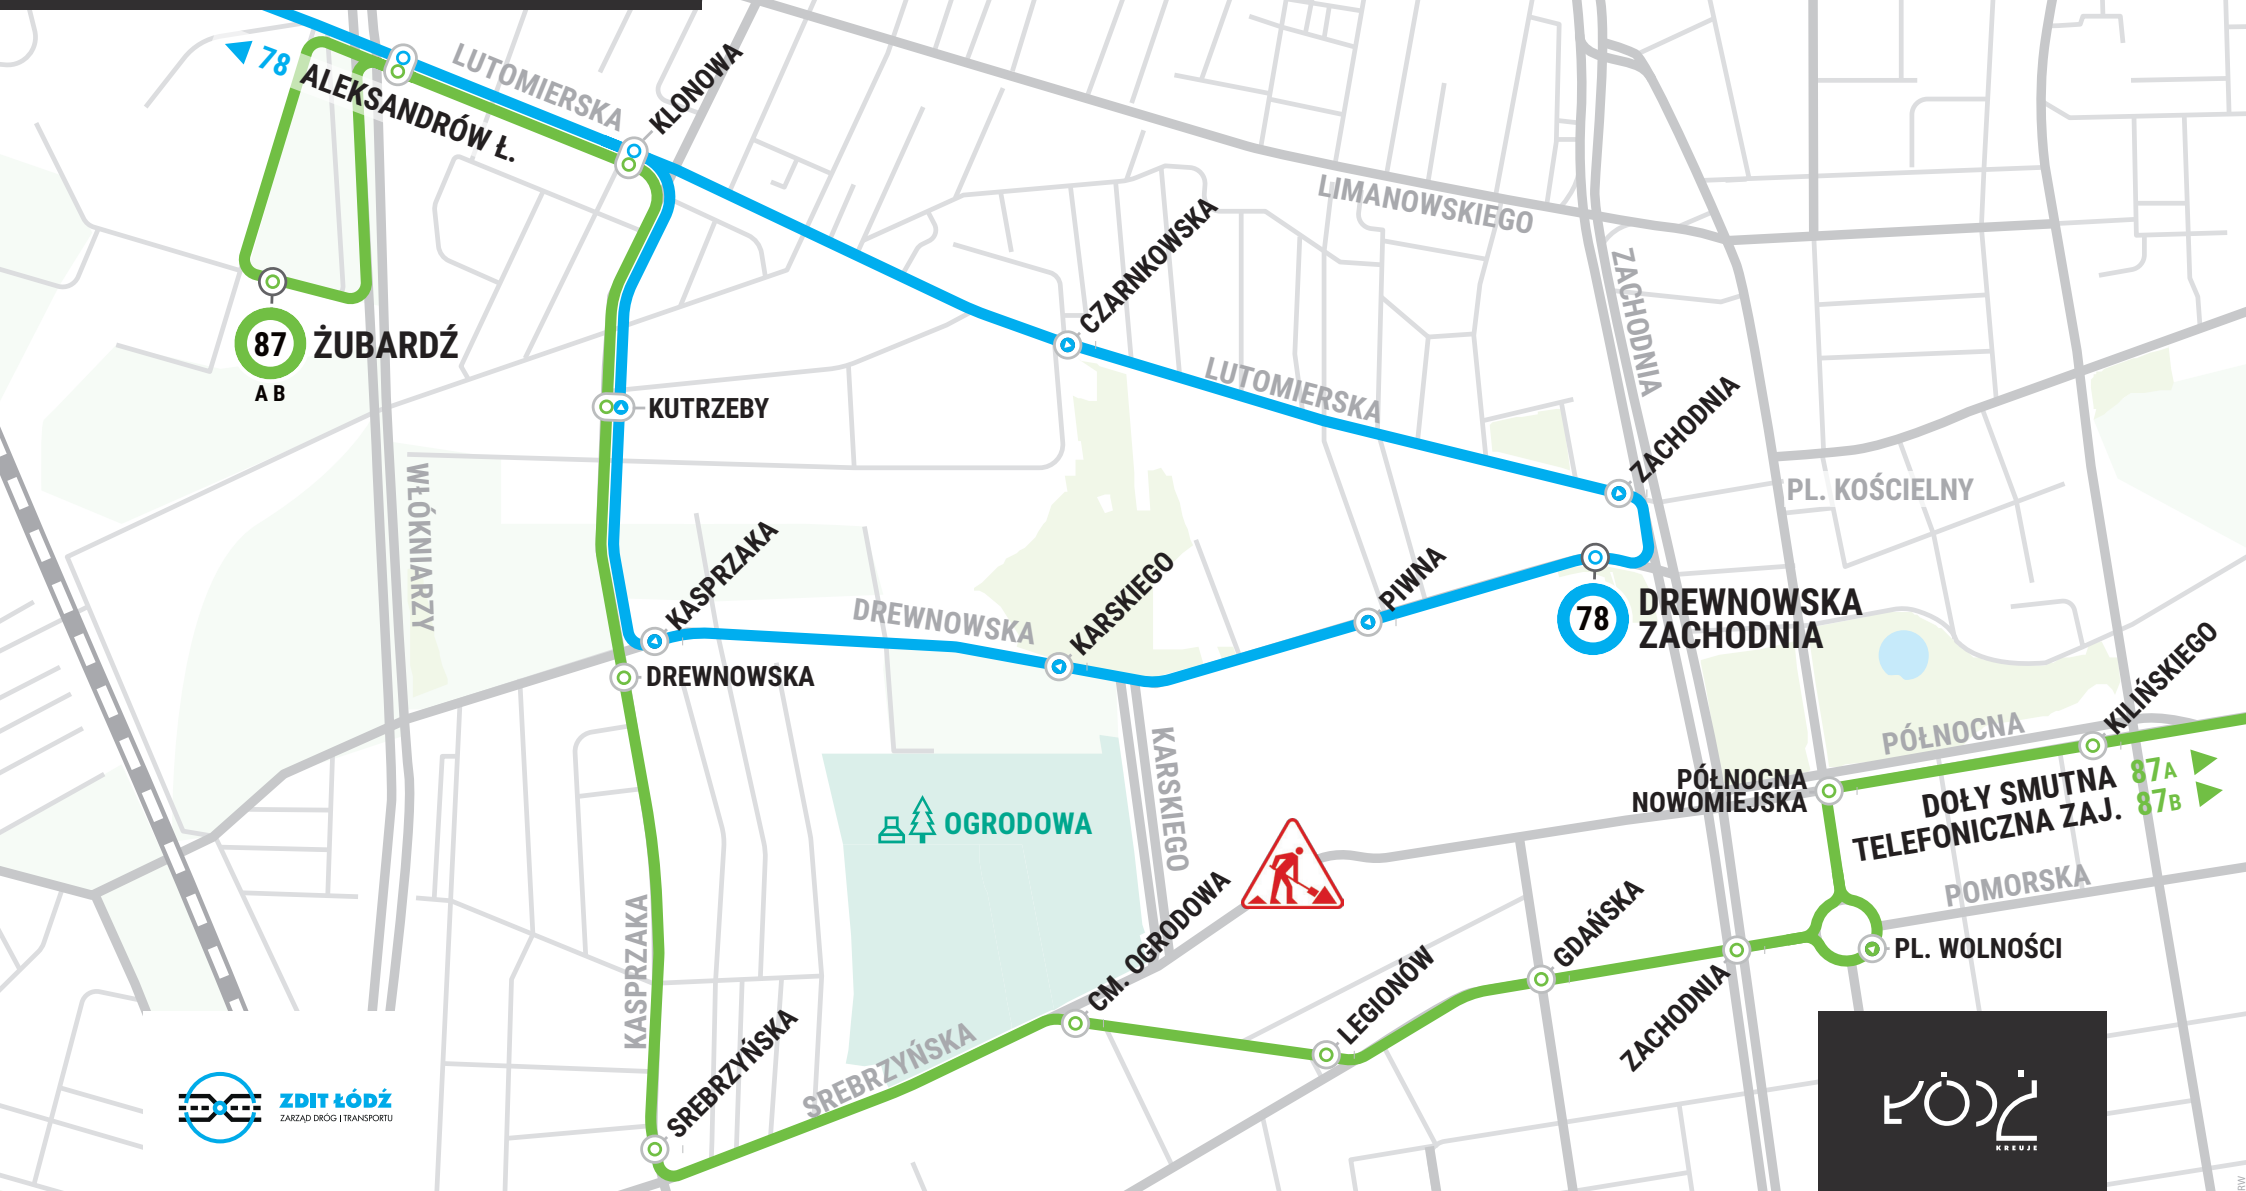 78
ALEKSANDRÓW Ł.
LUTOMIERSKA
KLONOWA
LIMANOWSKIEGO
CZARNKOWSKA
ZACHODNIA
87
ŻUBARDŹ
A B
KUTRZEBY
LUTOMIERSKA
ZACHODNIA
WŁÓKNIARZY
PL. KOŚCIELNY
KASPRZAKA
DREWNOWSKA
KARSKIEGO
PIWNA
78
DREWNOWSKA
ZACHODNIA
DREWNOWSKA
KARSKIEGO
PÓŁNOCNA
KILIŃSKIEGO
PÓŁNOCNA
NOWOMIEJSKA
DOŁY SMUTNA 87A
TELEFONICZNA ZAJ. 87B
OGRODOWA
POMORSKA
KASPRZAKA
CM. OGRODOWA
GDAŃSKA
PL. WOLNOŚCI
LEGIONÓW
ZACHODNIA
SREBRZYŃSKA
SREBRZYŃSKA
ZDIT ŁÓDŹ
ZARZĄD DRÓG I TRANSPORTU
ŁÓDŹ
KREUJE
RW